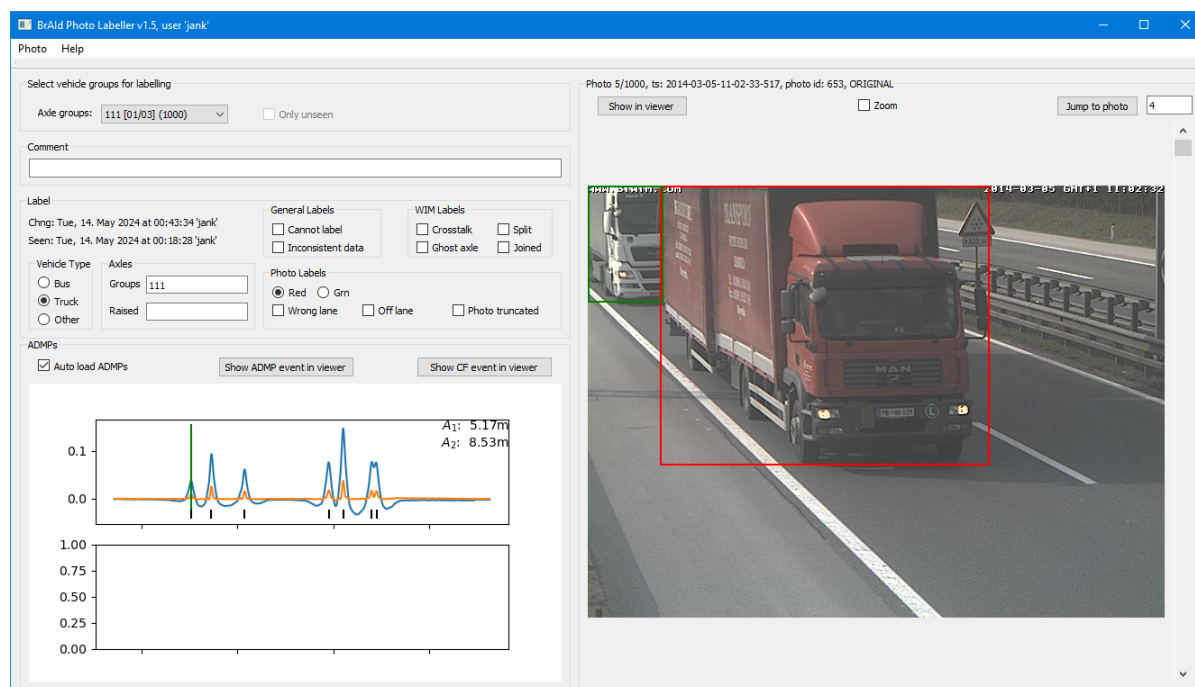 BrAId Photo Labeller v1.5, user 'jank'
Photo Help
Select vehicle groups for labelling
Axle groups: 111 [01/03] (1000) Only unseen
Comment
Label
Chng: Tue, 14. May 2024 at 00:43:34 'jank'
Seen: Tue, 14. May 2024 at 00:18:28 'jank'
General Labels
Cannot label
Inconsistent data
WIM Labels
Crosstalk Split
Ghost axle Joined
Vehicle Type
Bus
Truck
Other
Axles
Groups 111
Raised
Photo Labels
Red Grn
Wrong lane Off lane Photo truncated
ADMPs
Auto load ADMPs Show ADMP event in viewer Show CF event in viewer
A₁: 5.17m
A₂: 8.53m
0.1
0.0
1.00
0.75
0.50
0.25
0.00
Photo 5/1000, ts: 2014-03-05-11-02-33-517, photo id: 653, ORIGINAL
Show in viewer Zoom Jump to photo 4
2014-03-05 GMT+1 11:02:32
TRANSPORT
MAN
L